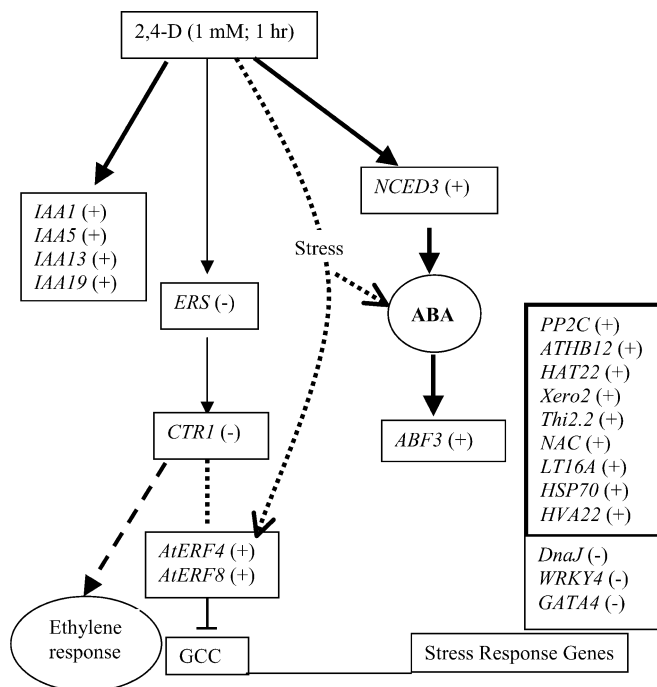 2,4-D (1 mM; 1 hr)
IAA1 (+)
IAA5 (+)
IAA13 (+)
IAA19 (+)
ERS (-)
CTR1 (-)
AtERF4 (+)
AtERF8 (+)
GCC
Ethylene
response
Stress
NCED3 (+)
ABA
ABF3 (+)
PP2C (+)
ATHB12 (+)
HAT22 (+)
Xero2 (+)
Thi2.2 (+)
NAC (+)
LT16A (+)
HSP70 (+)
HVA22 (+)
DnaJ (-)
WRKY4 (-)
GATA4 (-)
Stress Response Genes